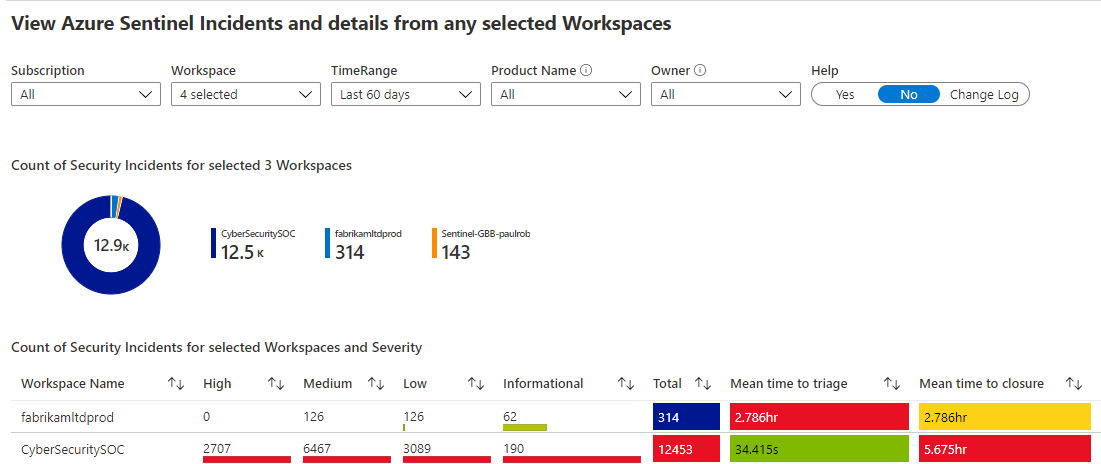 View Azure Sentinel Incidents and details from any selected Workspaces
Subscription Workspace TimeRange Product Name Owner Help
All 4 selected Last 60 days All All Yes No Change Log
Count of Security Incidents for selected 3 Workspaces
12.9K
CyberSecuritySOC fabrikamltdprod Sentinel-GBB-paulrob
12.5 K 314 143
Count of Security Incidents for selected Workspaces and Severity
Workspace Name High Medium Low Informational Total Mean time to triage Mean time to closure
fabrikamltdprod 0 126 126 62 314 2.786hr 2.786hr
CyberSecuritySOC 2707 6467 3089 190 12453 34.415s 5.675hr